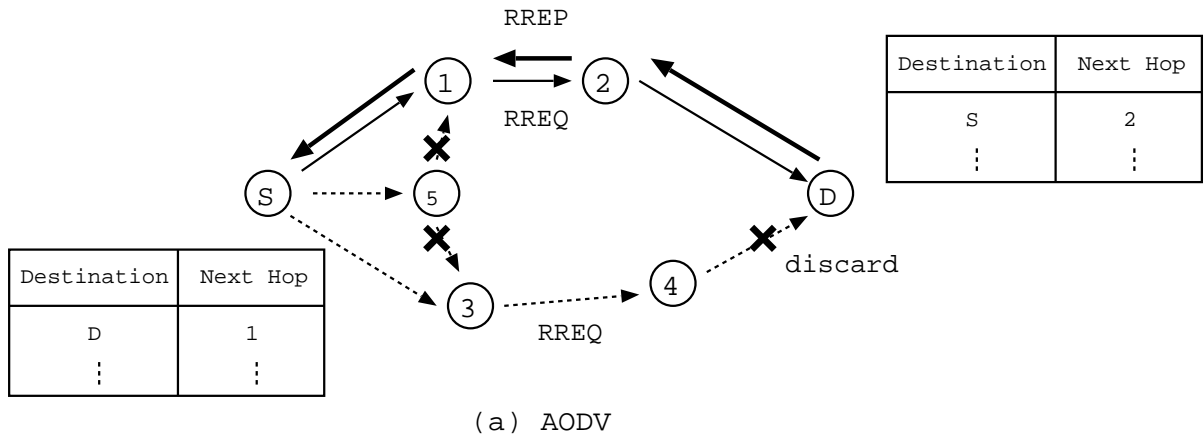 RREP
Destination Next Hop
S 2
1
2
RREQ
S
5
D
discard
Destination Next Hop
D 1
3
4
RREQ
(a) AODV